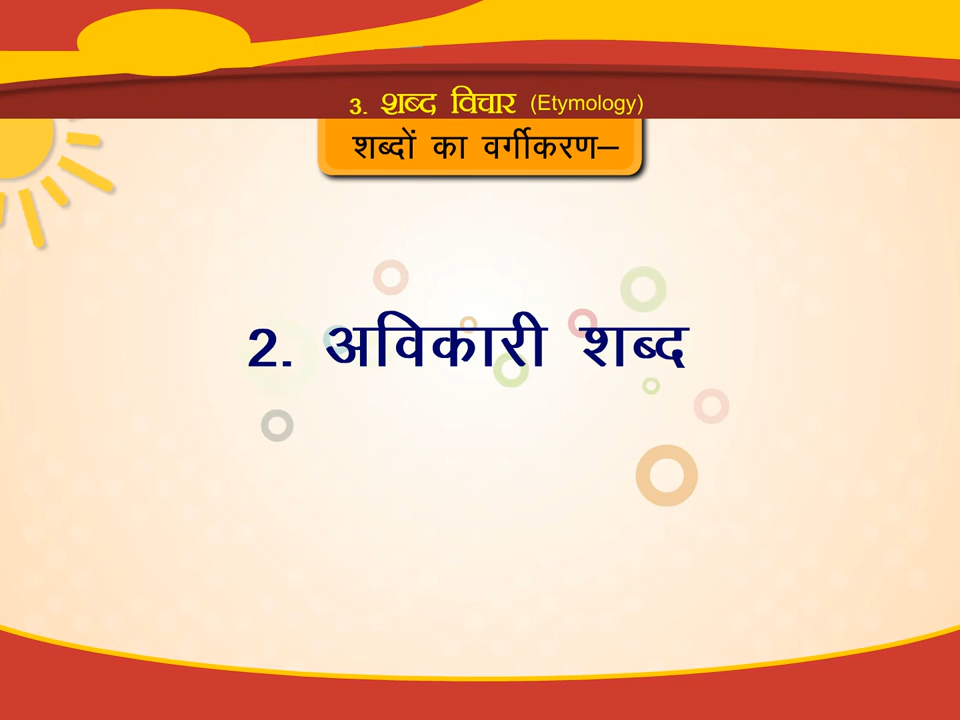 3. शब्द विचार (Etymology)
शब्दों का वर्गीकरण–
2. अविकारी शब्द